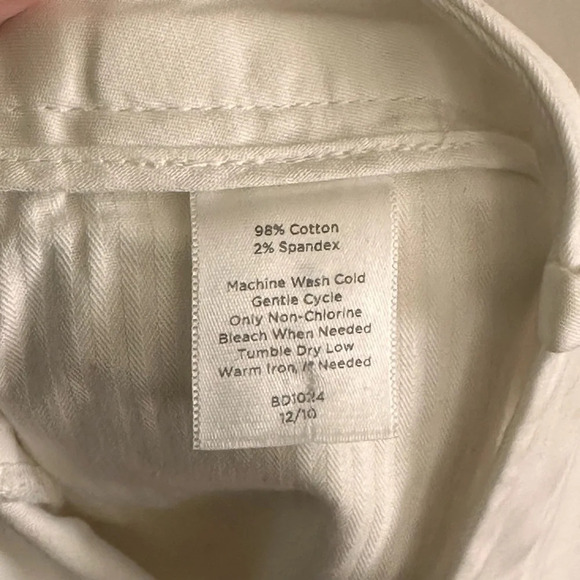 98% Cotton
2% Spandex
Machine Wash Cold
Gentle Cycle
Only Non-Chlorine
Bleach When Needed
Tumble Dry Low
Warm Iron, If Needed
BD1024
12/10